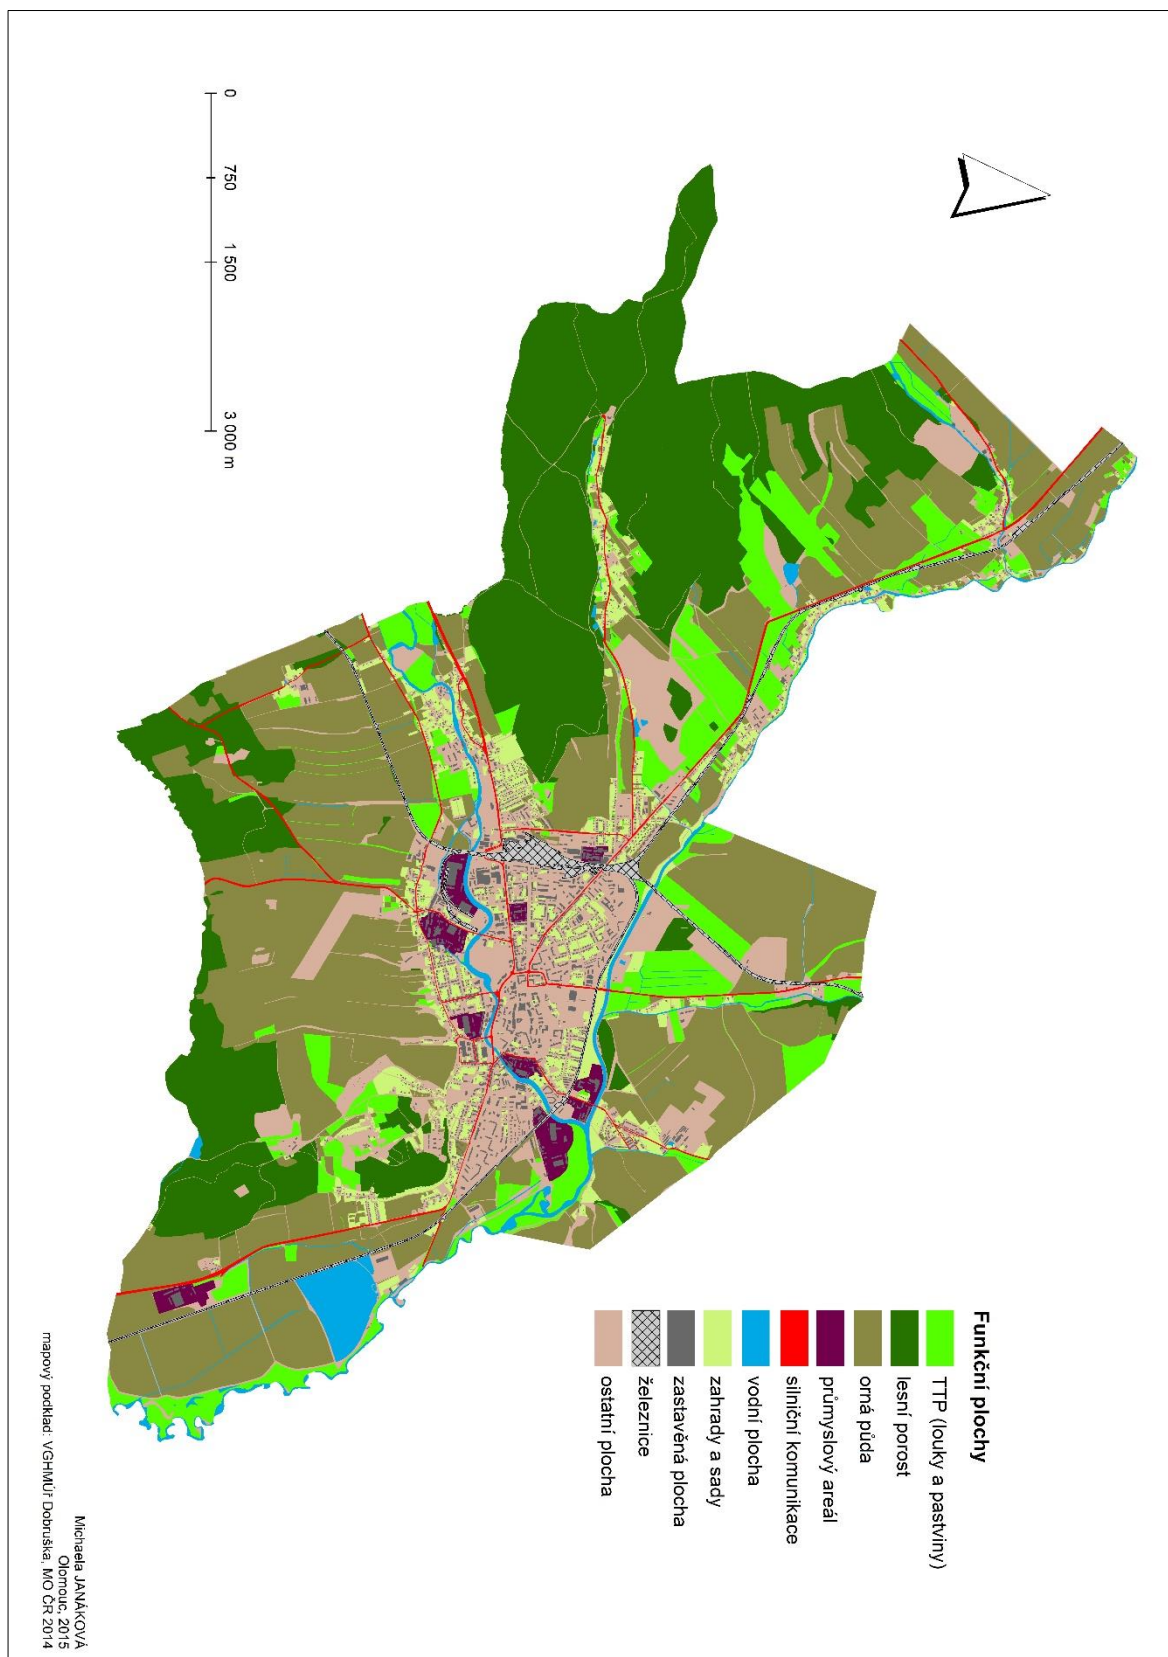 0
750
1 500
3 000 m
Funkční plochy
TTP (louky a pastviny)
lesní porost
orná půda
průmyslový areál
silniční komunikace
vodní plocha
zahrady a sady
zastavěná plocha
železnice
ostatní plocha
Michaela JANÁKOVÁ
Olomouc, 2015
mapový podklad: VGHMÚř Dobruška, MO ČR 2014